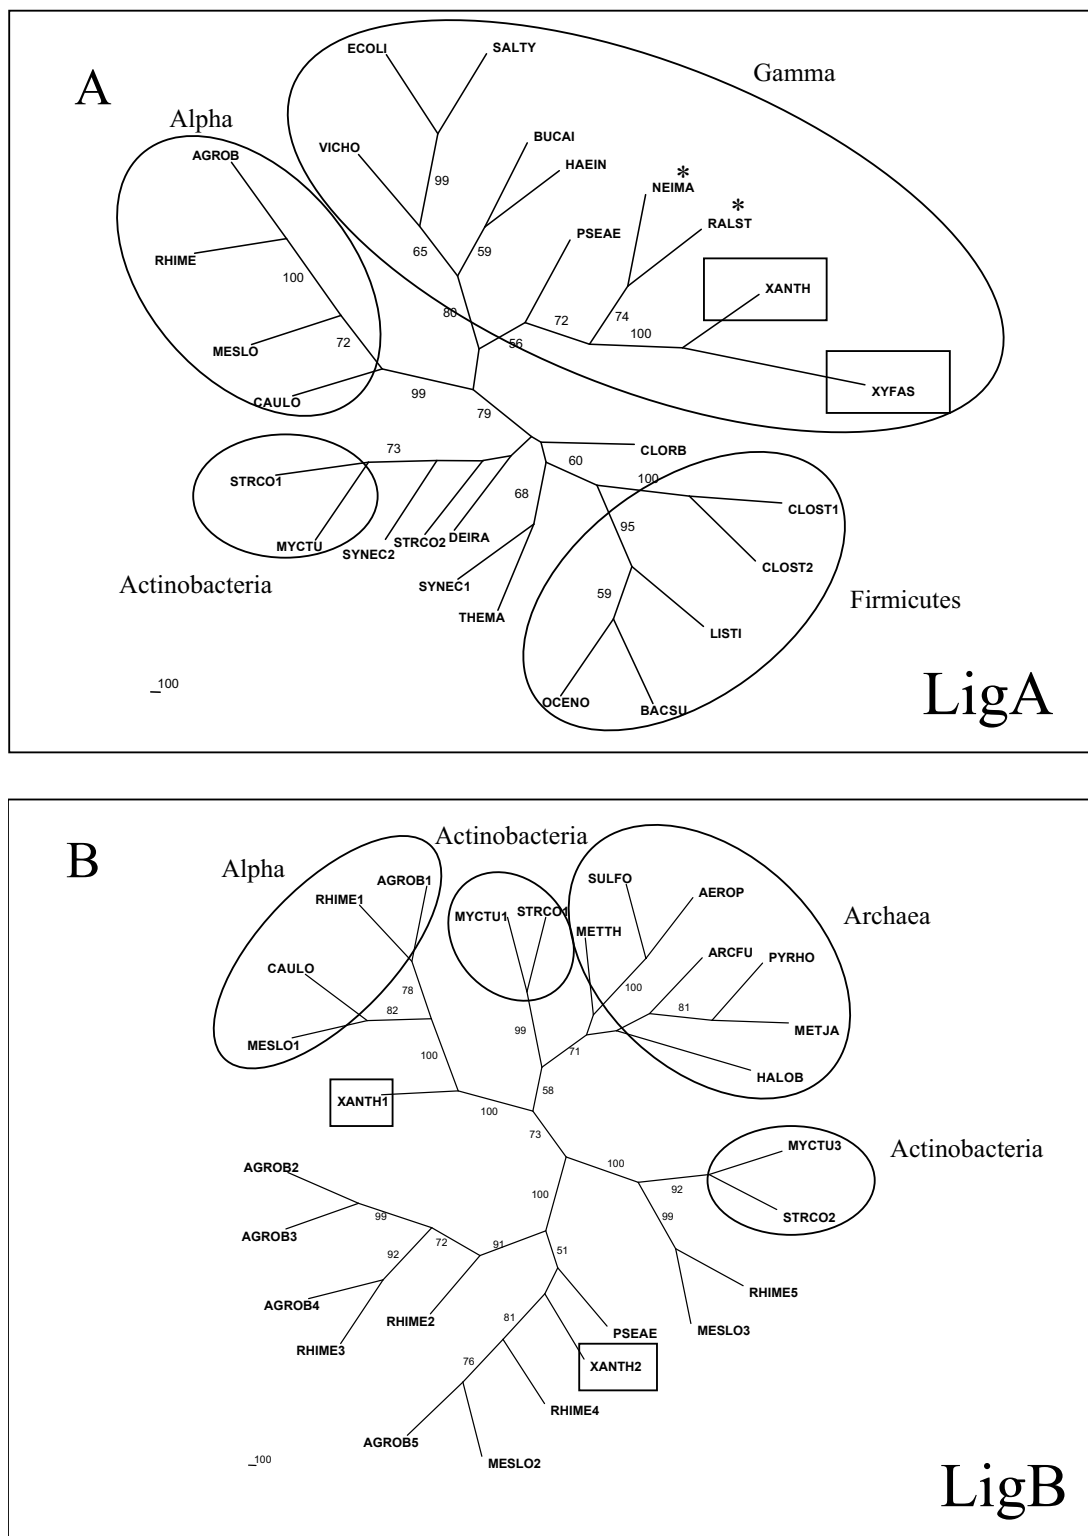 A
Gamma
Alpha
ECOLI
SALTY
AGROB
VICHO
BUCAI
HAEIN
99
*
NEIMA
*
RALST
PSEAE
RHIME
100
65
59
XANTH
80
72
74
100
56
MESLO
72
XYFAS
CAULO
99
79
73
CLORB
60
STRCO1
68
100
CLOST1
95
MYCTU
SYNEC2
STRCO2
DEIRA
CLOST2
Actinobacteria
SYNEC1
THEMA
59
Firmicutes
LISTI
100
OCENO
BACSU
LigA
B
Actinobacteria
Alpha
AGROB1
RHIME1
MYCTU1
STRCO1
SULFO
AEROP
Archaea
METTH
ARCFU
PYRHO
CAULO
78
100
82
81
MESLO1
99
METJA
100
71
HALOB
XANTH1
100
58
73
MYCTU3
Actinobacteria
AGROB2
100
92
100
STRCO2
AGROB3
99
99
92
72
91
51
AGROB4
RHIME2
RHIME5
RHIME3
81
PSEAE
MESLO3
76
XANTH2
RHIME4
AGROB5
MESLO2
100
LigB